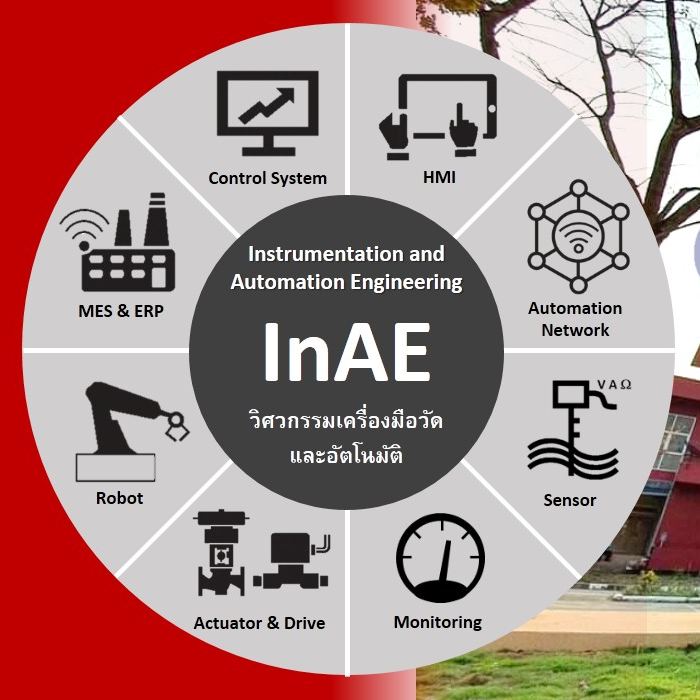 Control System
HMI
Automation
Network
Sensor
V A Ω
Monitoring
Actuator & Drive
Robot
MES & ERP
Instrumentation and
Automation Engineering
InAE
วิศวกรรมเครื่องมือวัด
และอัตโนมัติ